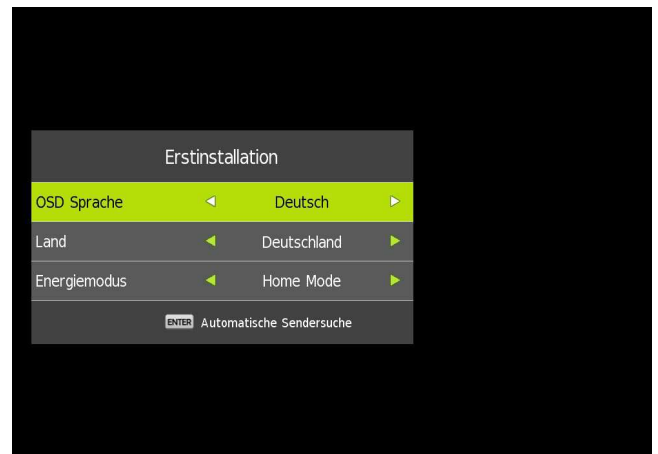 Erstinstallation
OSD Sprache Deutsch
Land Deutschland
Energiemodus Home Mode
ENTER Automatische Sendersuche